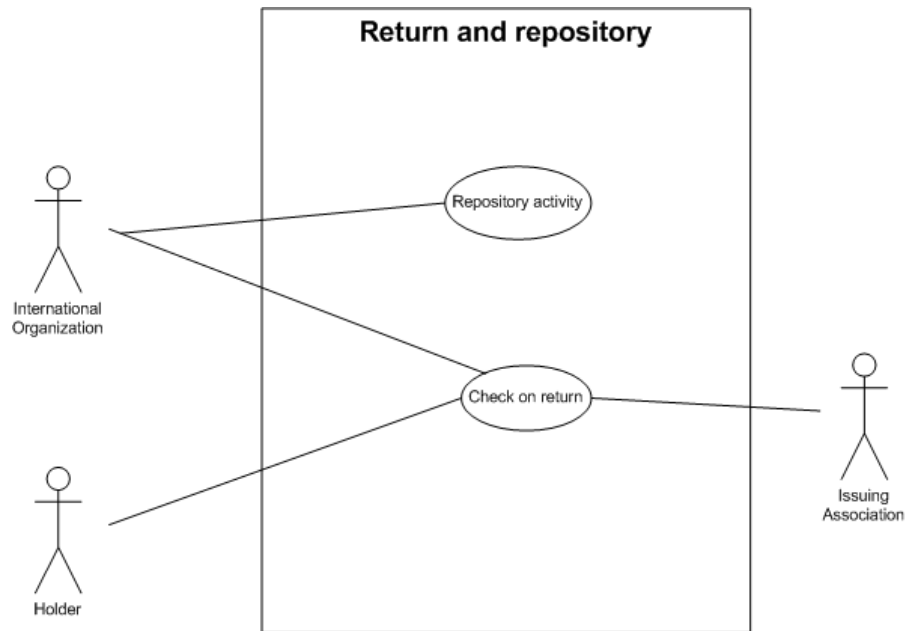 Return and repository
Repository activity
International
Organization
Check on return
Issuing
Association
Holder